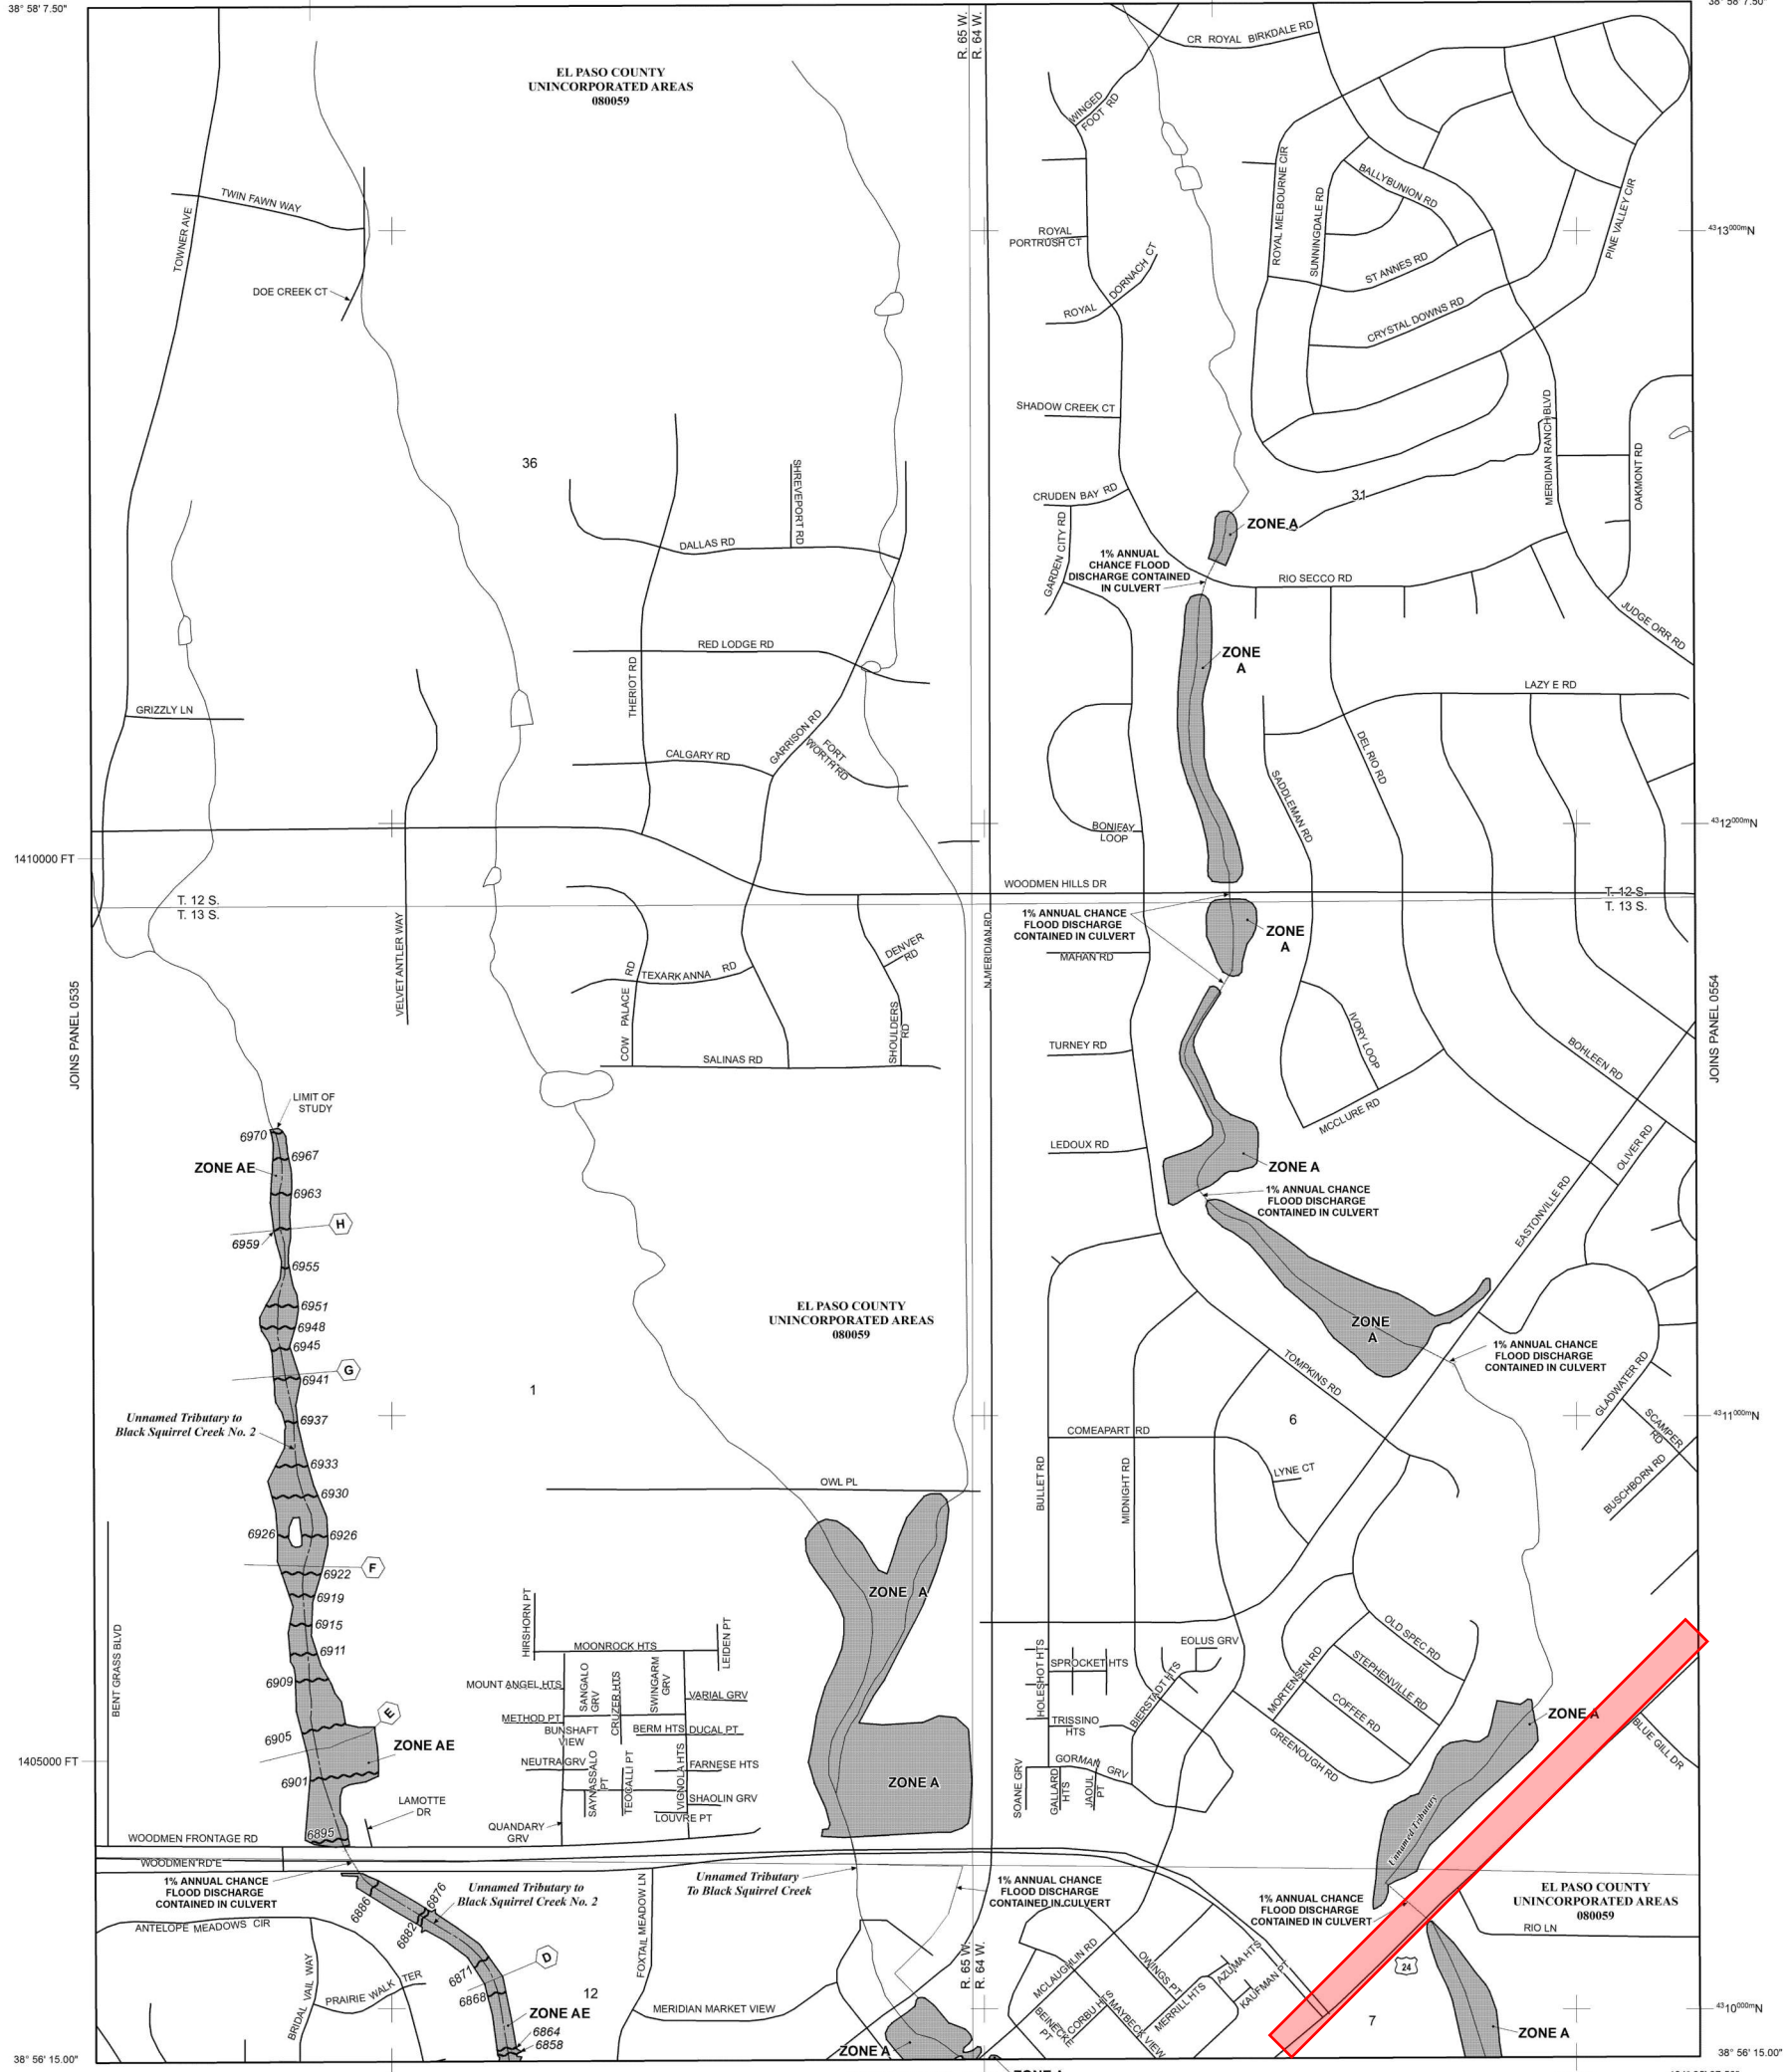 38° 58' 7.50"
38° 58' 7.50"
EL PASO COUNTY
UNINCORPORATED AREAS
080059
R. 65 W.
R. 64 W.
CR ROYAL BIRKDALE RD
WINGED
FOOT RD
TOWNER AVE
TWIN FAWN WAY
DOE CREEK CT
ROYAL
PORTRUSH CT
ROYAL DORNACH CT
ROYAL MELBOURNE CIR
SUNNINGDALE RD
BALLYBUNION RD
PINE VALLEY CIR
ST ANNES RD
CRYSTAL DOWNS RD
4313000mN
SHADOW CREEK CT
MERIDIAN RANCH BLVD
OAKMONT RD
36
31
SHREVEPORT RD
DALLAS RD
CRUDEN BAY RD
GARDEN CITY RD
ZONE A
1% ANNUAL
CHANCE FLOOD
DISCHARGE CONTAINED
IN CULVERT
RIO SECCO RD
JUDGE ORR RD
RED LODGE RD
THERIOT RD
ZONE
A
LAZY E RD
GRIZZLY LN
GARRISON RD
FORT
WORTH RD
CALGARY RD
DEL RIO RD
SADDLEMAN RD
BONIFAY
LOOP
4312000mN
1410000 FT
WOODMEN HILLS DR
T. 12 S.
T. 13 S.
T. 12 S.
T. 13 S.
1% ANNUAL CHANCE
FLOOD DISCHARGE
CONTAINED IN CULVERT
ZONE
A
MAHAN RD
N MERIDIAN RD
VELVET ANTLER WAY
DENVER
RD
TEXARKANNA RD
COW PALACE RD
SHOULDERS
RD
SALINAS RD
JOINS PANEL 0535
JOINS PANEL 0554
TURNEY RD
IVORY LOOP
BOHLEEN RD
MCCLURE RD
LIMIT OF
STUDY
6970
6967
ZONE AE
6963
H
6959
6955
6951
6948
6945
6941
G
6937
Unnamed Tributary to
Black Squirrel Creek No. 2
6933
6930
6926
6926
F
6922
6919
6915
6911
6909
6905
E
ZONE AE
6901
6895
LEDOUX RD
ZONE A
1% ANNUAL CHANCE
FLOOD DISCHARGE
CONTAINED IN CULVERT
OLIVER RD
EASTONVILLE RD
EL PASO COUNTY
UNINCORPORATED AREAS
080059
ZONE
A
1% ANNUAL CHANCE
FLOOD DISCHARGE
CONTAINED IN CULVERT
TOMPKINS RD
GLADWATER RD
SCAMPER
RD
BUSCHBORN RD
4311000mN
1
6
COMEAPART RD
LYNE CT
BULLET RD
MIDNIGHT RD
OWL PL
ZONE A
ZONE A
BENT GRASS BLVD
HIRSHORN PT
MOONROCK HTS
LEIDEN PT
MOUNT ANGEL HTS
SANGALO
GRV
CRUZER HTS
SWINGARM
GRV
VARIAL GRV
METHOD PT
BUNSHAFT
VIEW
BERM HTS
DUCAL PT
NEUTRA GRV
SAYNASSALO
PT
TEOCALLI PT
VIGNOLA HTS
FARNESE HTS
SHAOLIN GRV
LOUVRE PT
QUANDARY
GRV
LAMOTTE
DR
1405000 FT
HOLESHOT HTS
SPROCKET HTS
EOLUS GRV
TRISSINO
HTS
BIERSTADT HTS
SOANE GRV
GALLARD
HTS
JAOUL
PT
GORMAN GRV
MORTENSEN RD
OLD SPEC RD
STEPHENVILLE RD
COFFEE RD
GREENOUGH RD
ZONE A
BLUE GILL DR
Unnamed Tributary
WOODMEN FRONTAGE RD
WOODMEN RD E
1% ANNUAL CHANCE
FLOOD DISCHARGE
CONTAINED IN CULVERT
Unnamed Tributary to
Black Squirrel Creek No. 2
Unnamed Tributary
To Black Squirrel Creek
1% ANNUAL CHANCE
FLOOD DISCHARGE
CONTAINED IN CULVERT
1% ANNUAL CHANCE
FLOOD DISCHARGE
CONTAINED IN CULVERT
EL PASO COUNTY
UNINCORPORATED AREAS
080059
RIO LN
ANTELOPE MEADOWS CIR
6886
6882
6876
6871
6868
D
ZONE AE
6864
6858
BRIDAL VAIL WAY
PRAIRIE WALK TER
FOXTAIL MEADOW LN
12
MERIDIAN MARKET VIEW
R. 65 W.
R. 64 W.
MCLAUGHLIN RD
BEINECKE
PT
CORBU HTS
S MAYBECK VIEW
OWINGS PT
MERRILL HTS
AZUMA HTS
KAUFMAN PT
24
7
ZONE A
ZONE A
4310000mN
38° 56' 15.00"
38° 56' 15.00"